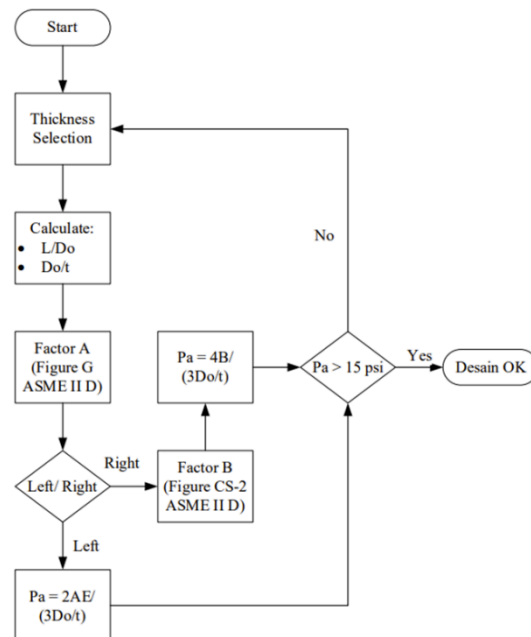 Start
Thickness
Selection
No
Calculate:
• L/Do
• Do/t
Factor A
(Figure G
ASME II D)
Pa = 4B/
(3Do/t)
Pa > 15 psi
Yes
Desain OK
Left/ Right
Right
Factor B
(Figure CS-2
ASME II D)
Left
Pa = 2AE/
(3Do/t)